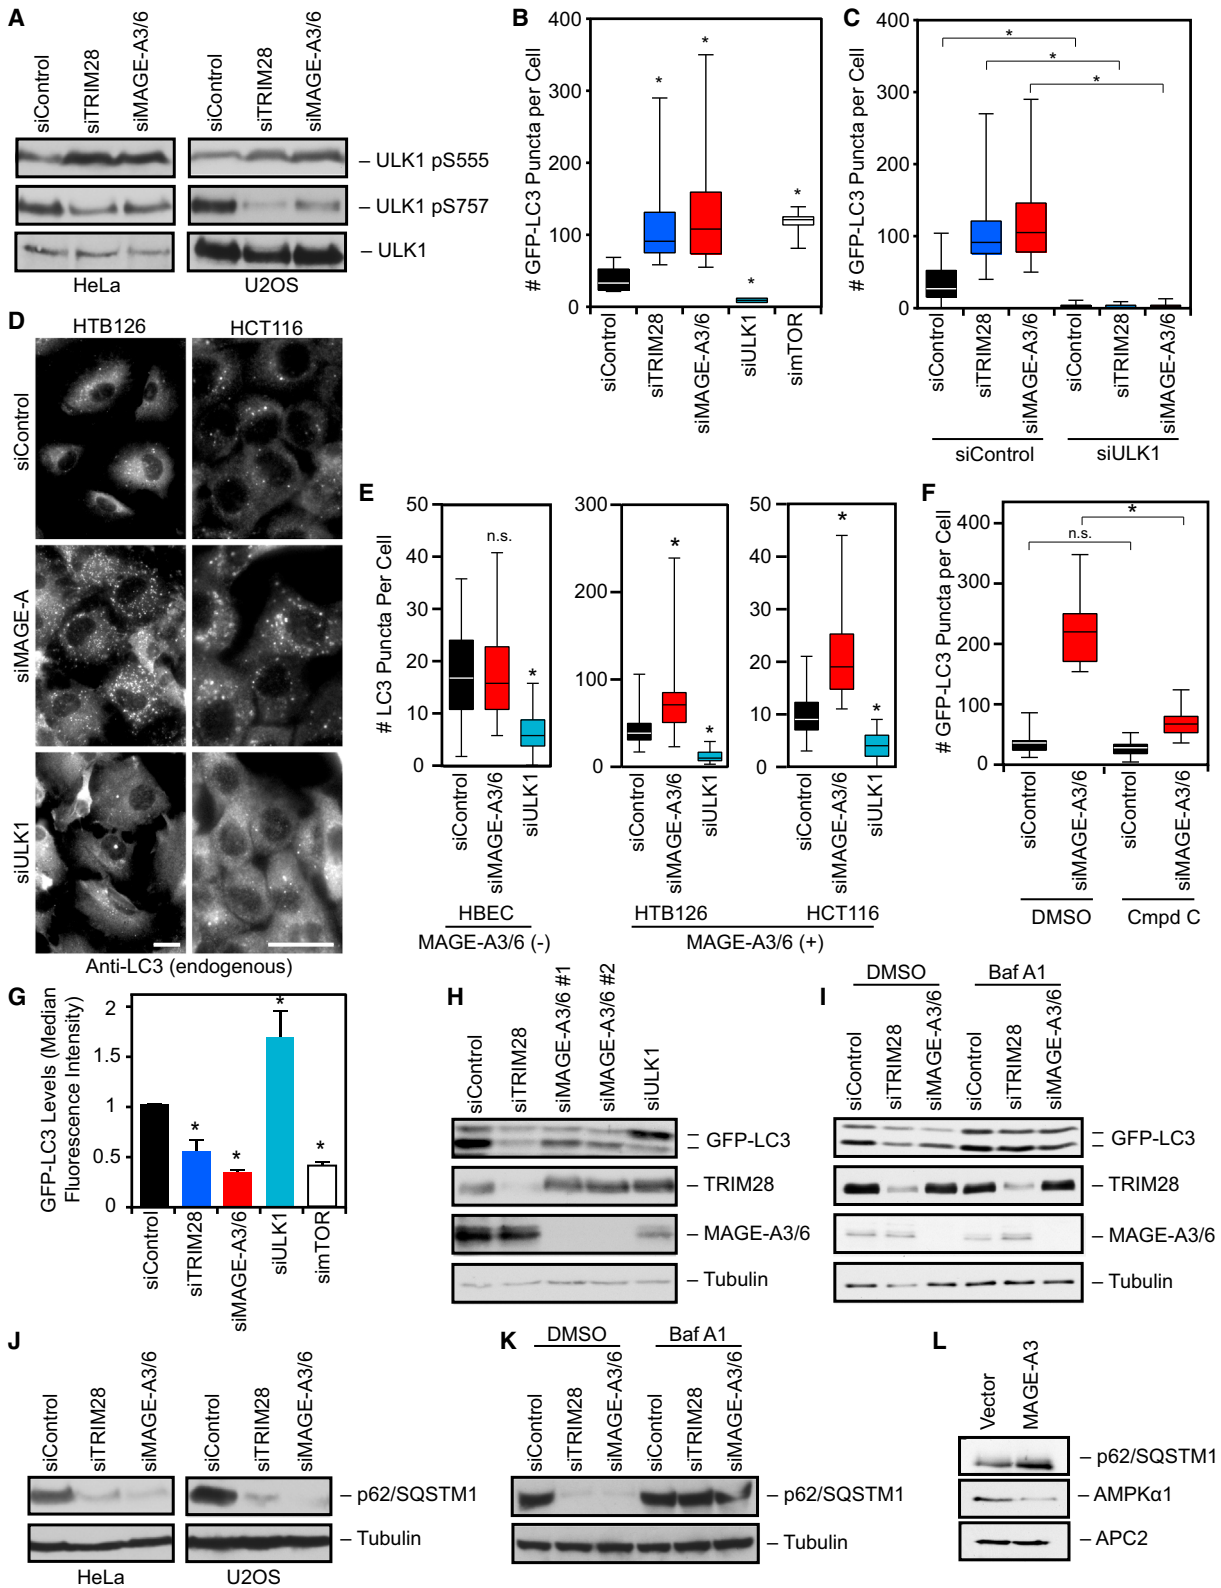 A
siControl
siTRIM28
siMAGE-A3/6
siControl
siTRIM28
siMAGE-A3/6
– ULK1 pS555
– ULK1 pS757
– ULK1
HeLa
U2OS
B
# GFP-LC3 Puncta per Cell
400
300
200
100
0
*
*
*
*
siControl
siTRIM28
siMAGE-A3/6
siULK1
simTOR
C
# GFP-LC3 Puncta per Cell
400
300
200
100
0
*
*
*
siControl
siTRIM28
siMAGE-A3/6
siControl
siTRIM28
siMAGE-A3/6
siControl
siULK1
D
HTB126
HCT116
siControl
siMAGE-A
siULK1
Anti-LC3 (endogenous)
E
# LC3 Puncta Per Cell
50
40
30
20
10
0
n.s.
*
siControl
siMAGE-A3/6
siULK1
HBEC
MAGE-A3/6 (-)
300
200
100
0
*
*
siControl
siMAGE-A3/6
siULK1
HTB126
50
40
30
20
10
0
*
*
siControl
siMAGE-A3/6
siULK1
HCT116
MAGE-A3/6 (+)
F
# GFP-LC3 Puncta per Cell
400
300
200
100
0
n.s.
*
siControl
siMAGE-A3/6
siControl
siMAGE-A3/6
DMSO
Cmpd C
G
GFP-LC3 Levels (Median
Fluorescence Intensity)
2
1.5
1
0.5
0
*
*
*
*
siControl
siTRIM28
siMAGE-A3/6
siULK1
simTOR
H
siControl
siTRIM28
siMAGE-A3/6 #1
siMAGE-A3/6 #2
siULK1
GFP-LC3
– TRIM28
– MAGE-A3/6
– Tubulin
I
DMSO
Baf A1
siControl
siTRIM28
siMAGE-A3/6
siControl
siTRIM28
siMAGE-A3/6
GFP-LC3
– TRIM28
– MAGE-A3/6
– Tubulin
J
siControl
siTRIM28
siMAGE-A3/6
siControl
siTRIM28
siMAGE-A3/6
– p62/SQSTM1
– Tubulin
HeLa
U2OS
K
DMSO
Baf A1
siControl
siTRIM28
siMAGE-A3/6
siControl
siTRIM28
siMAGE-A3/6
– p62/SQSTM1
– Tubulin
L
Vector
MAGE-A3
– p62/SQSTM1
– AMPKα1
– APC2